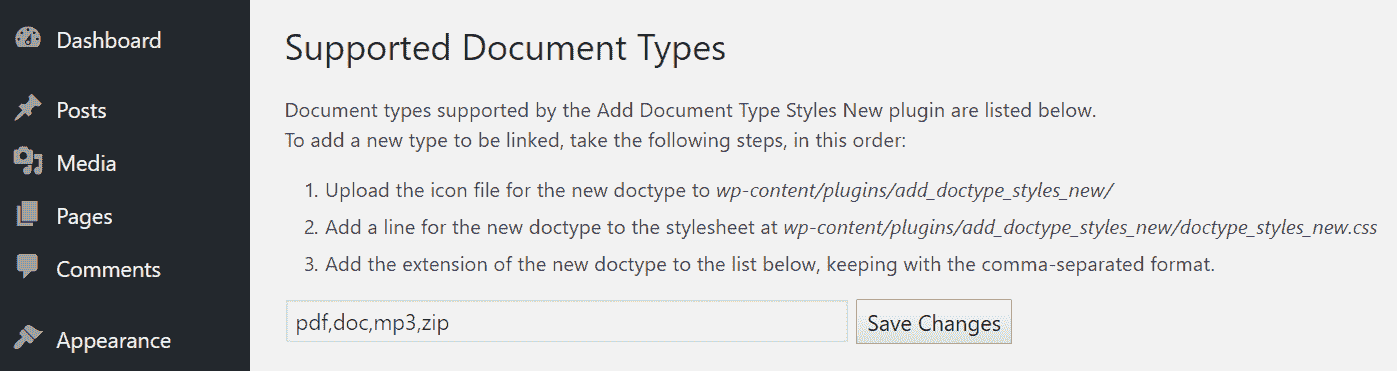 Dashboard
Posts
Media
Pages
Comments
Appearance
Supported Document Types
Document types supported by the Add Document Type Styles New plugin are listed below.
To add a new type to be linked, take the following steps, in this order:
1. Upload the icon file for the new doctype to wp-content/plugins/add_doctype_styles_new/
2. Add a line for the new doctype to the stylesheet at wp-content/plugins/add_doctype_styles_new/doctype_styles_new.css
3. Add the extension of the new doctype to the list below, keeping with the comma-separated format.
pdf,doc,mp3,zip
Save Changes